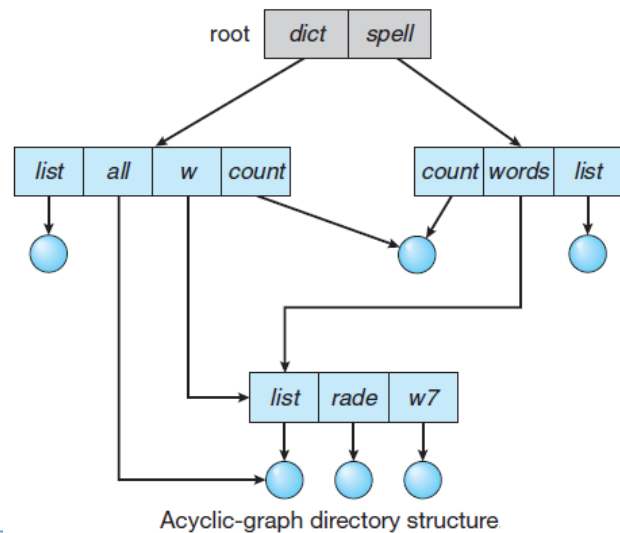 root dict spell
list all w count count words list
list rade w7
Acyclic-graph directory structure